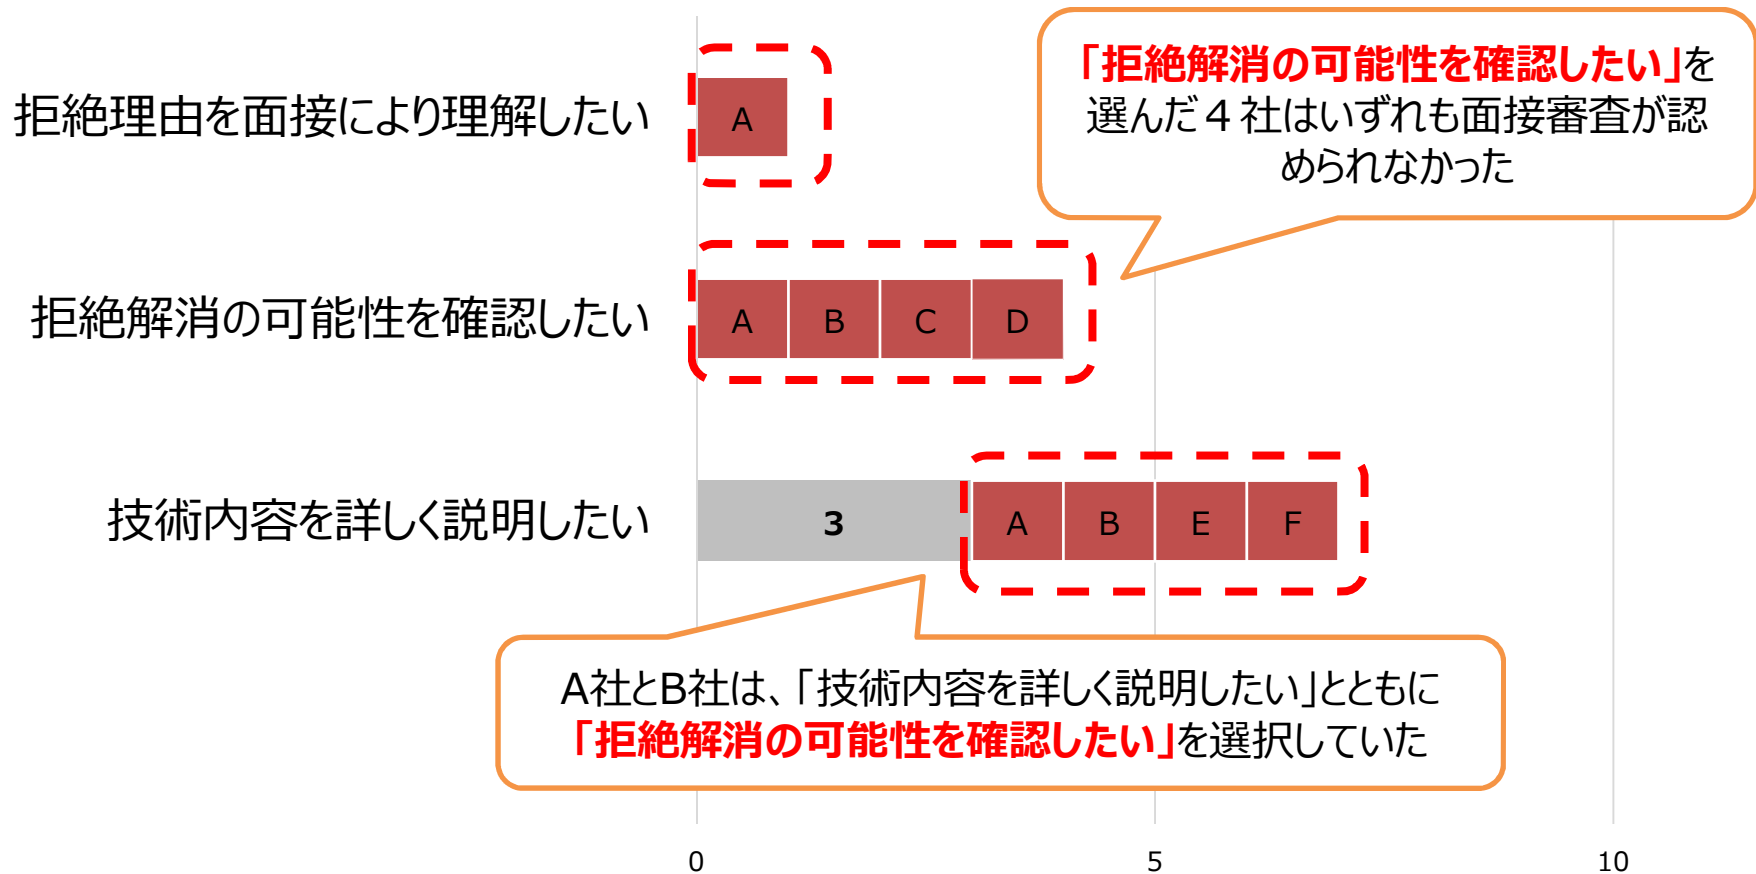 拒絶理由を面接により理解したい
A
「拒絶解消の可能性を確認したい」を
選んだ４社はいずれも面接審査が認
められなかった
拒絶解消の可能性を確認したい
A B C D
技術内容を詳しく説明したい
3 A B E F
A社とB社は、「技術内容を詳しく説明したい」とともに
「拒絶解消の可能性を確認したい」を選択していた
0 5 10